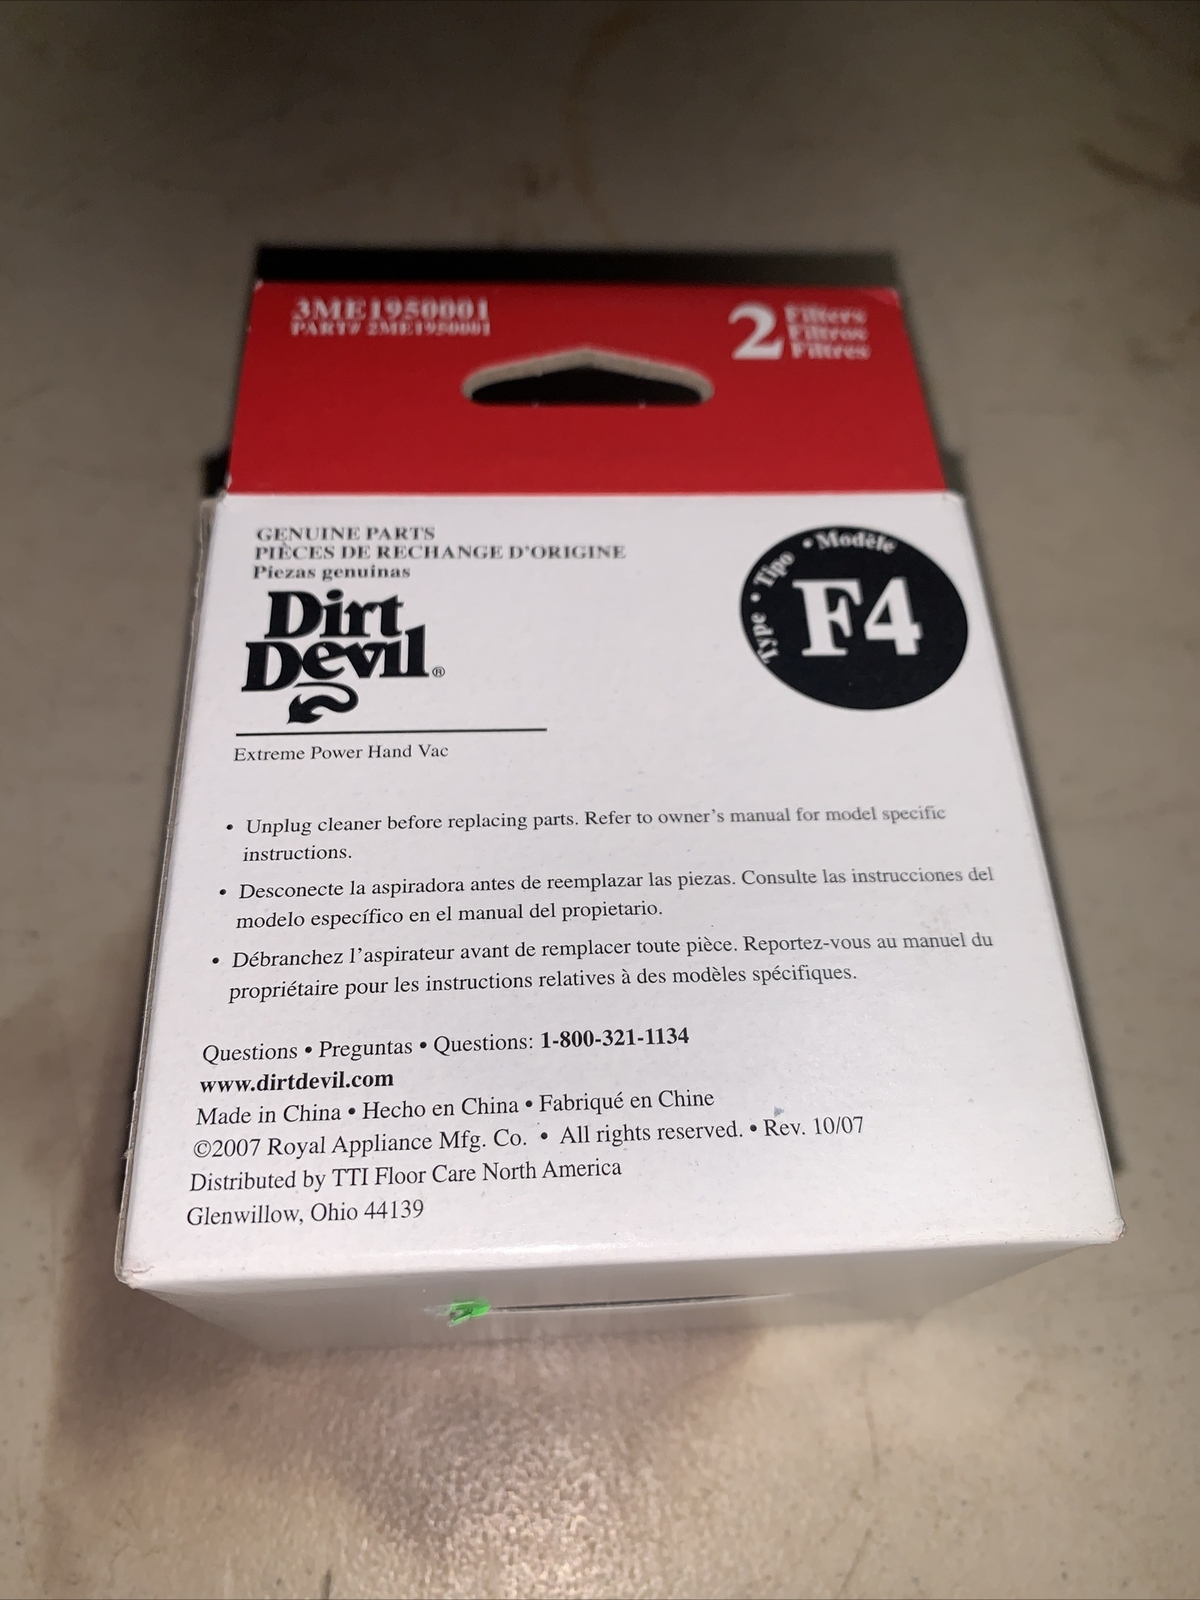 3ME1950001
PART# 2ME1950001
2 Filters
Filtros
Filtres
GENUINE PARTS
PIÈCES DE RECHANGE D'ORIGINE
Piezas genuinas
Dirt
Devil®
Type • Tipo • Modèle
F4
Extreme Power Hand Vac
• Unplug cleaner before replacing parts. Refer to owner's manual for model specific
instructions.
• Desconecte la aspiradora antes de reemplazar las piezas. Consulte las instrucciones del
modelo específico en el manual del propietario.
• Débranchez l'aspirateur avant de remplacer toute pièce. Reportez-vous au manuel du
propriétaire pour les instructions relatives à des modèles spécifiques.
Questions • Preguntas • Questions: 1-800-321-1134
www.dirtdevil.com
Made in China • Hecho en China • Fabriqué en Chine
©2007 Royal Appliance Mfg. Co. • All rights reserved. • Rev. 10/07
Distributed by TTI Floor Care North America
Glenwillow, Ohio 44139